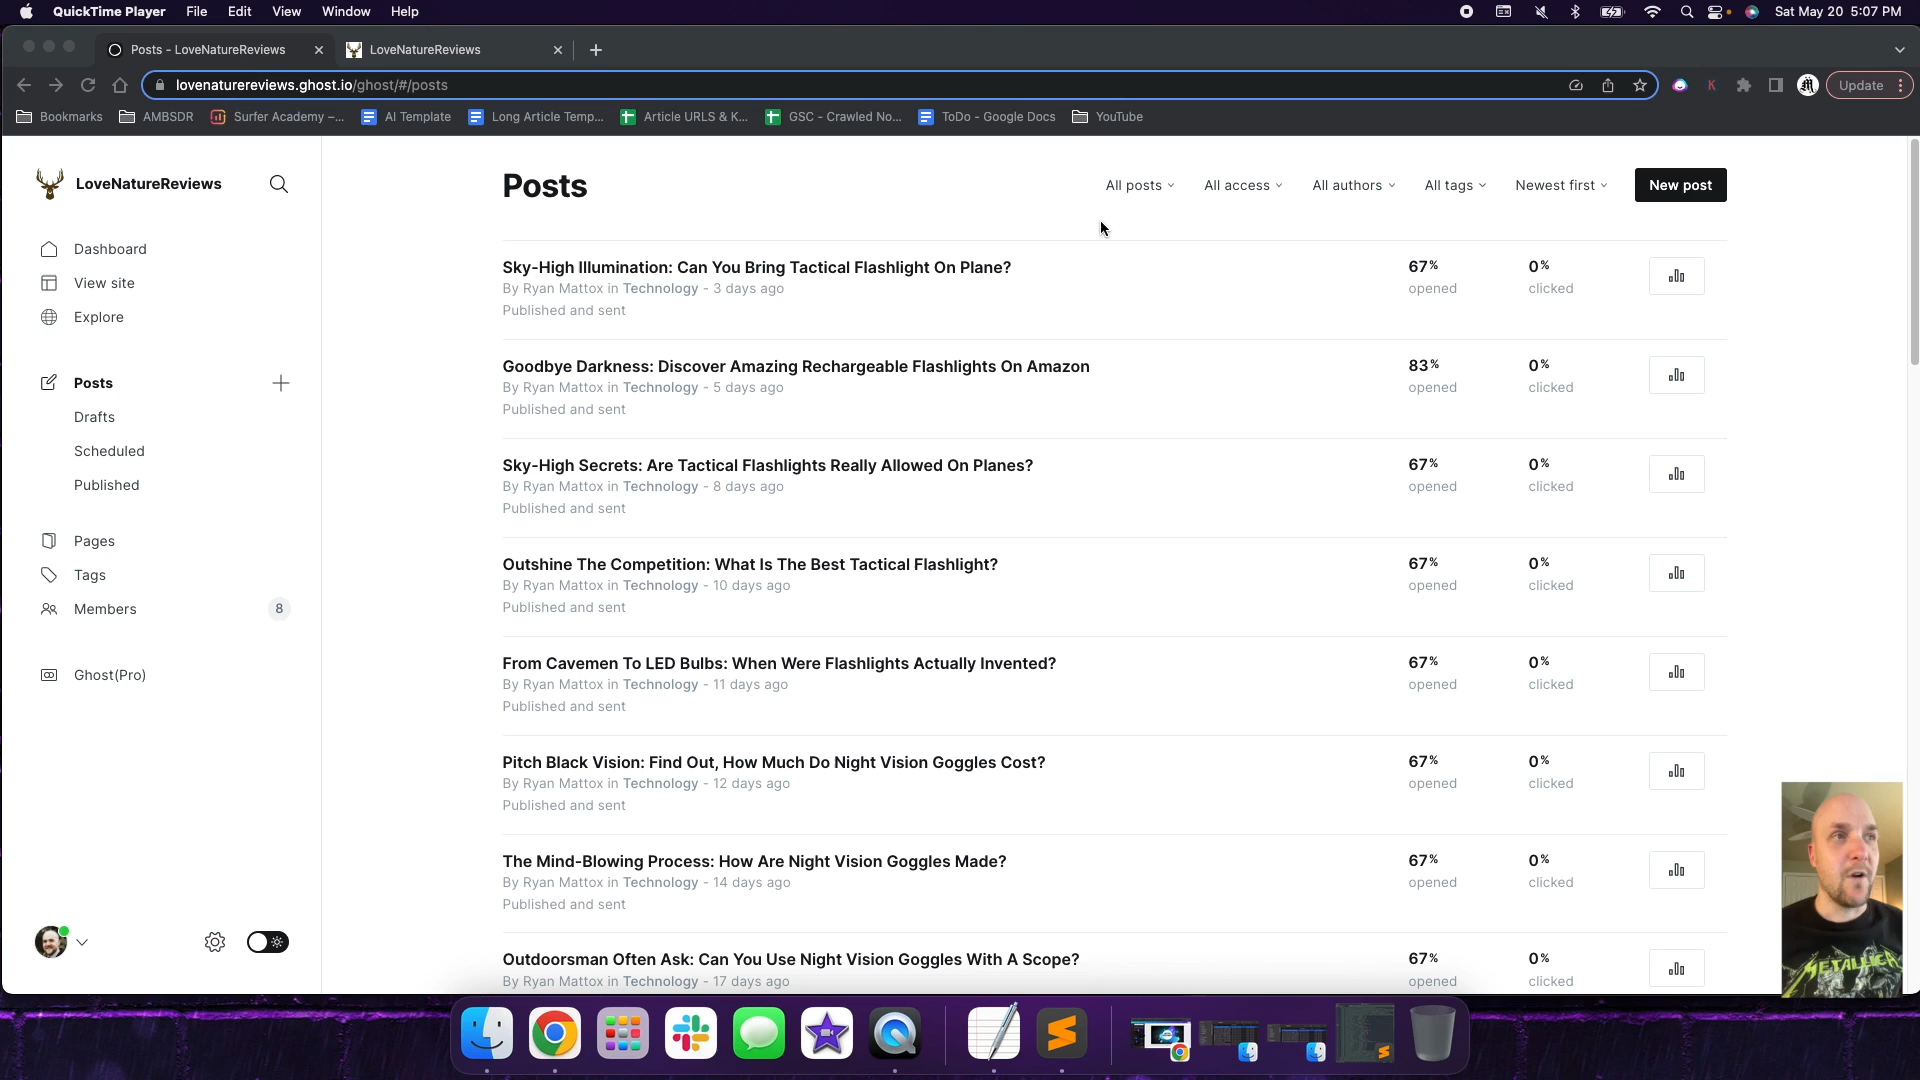 QuickTime Player File Edit View Window Help Sat May 20 5:07 PM
Posts - LoveNatureReviews LoveNatureReviews
lovenaturereviews.ghost.io/ghost/#/posts Update
Bookmarks AMBSDR Surfer Academy –... AI Template Long Article Temp... Article URLS & K... GSC - Crawled No... ToDo - Google Docs YouTube
LoveNatureReviews
Dashboard
View site
Explore
Posts
Drafts
Scheduled
Published
Pages
Tags
Members 8
Ghost(Pro)
Posts
All posts All access All authors All tags Newest first New post
Sky-High Illumination: Can You Bring Tactical Flashlight On Plane? 67% 0%
By Ryan Mattox in Technology - 3 days ago opened clicked
Published and sent
Goodbye Darkness: Discover Amazing Rechargeable Flashlights On Amazon 83% 0%
By Ryan Mattox in Technology - 5 days ago opened clicked
Published and sent
Sky-High Secrets: Are Tactical Flashlights Really Allowed On Planes? 67% 0%
By Ryan Mattox in Technology - 8 days ago opened clicked
Published and sent
Outshine The Competition: What Is The Best Tactical Flashlight? 67% 0%
By Ryan Mattox in Technology - 10 days ago opened clicked
Published and sent
From Cavemen To LED Bulbs: When Were Flashlights Actually Invented? 67% 0%
By Ryan Mattox in Technology - 11 days ago opened clicked
Published and sent
Pitch Black Vision: Find Out, How Much Do Night Vision Goggles Cost? 67% 0%
By Ryan Mattox in Technology - 12 days ago opened clicked
Published and sent
The Mind-Blowing Process: How Are Night Vision Goggles Made? 67% 0%
By Ryan Mattox in Technology - 14 days ago opened clicked
Published and sent
Outdoorsman Often Ask: Can You Use Night Vision Goggles With A Scope? 67% 0%
By Ryan Mattox in Technology - 17 days ago opened clicked
METALLICA